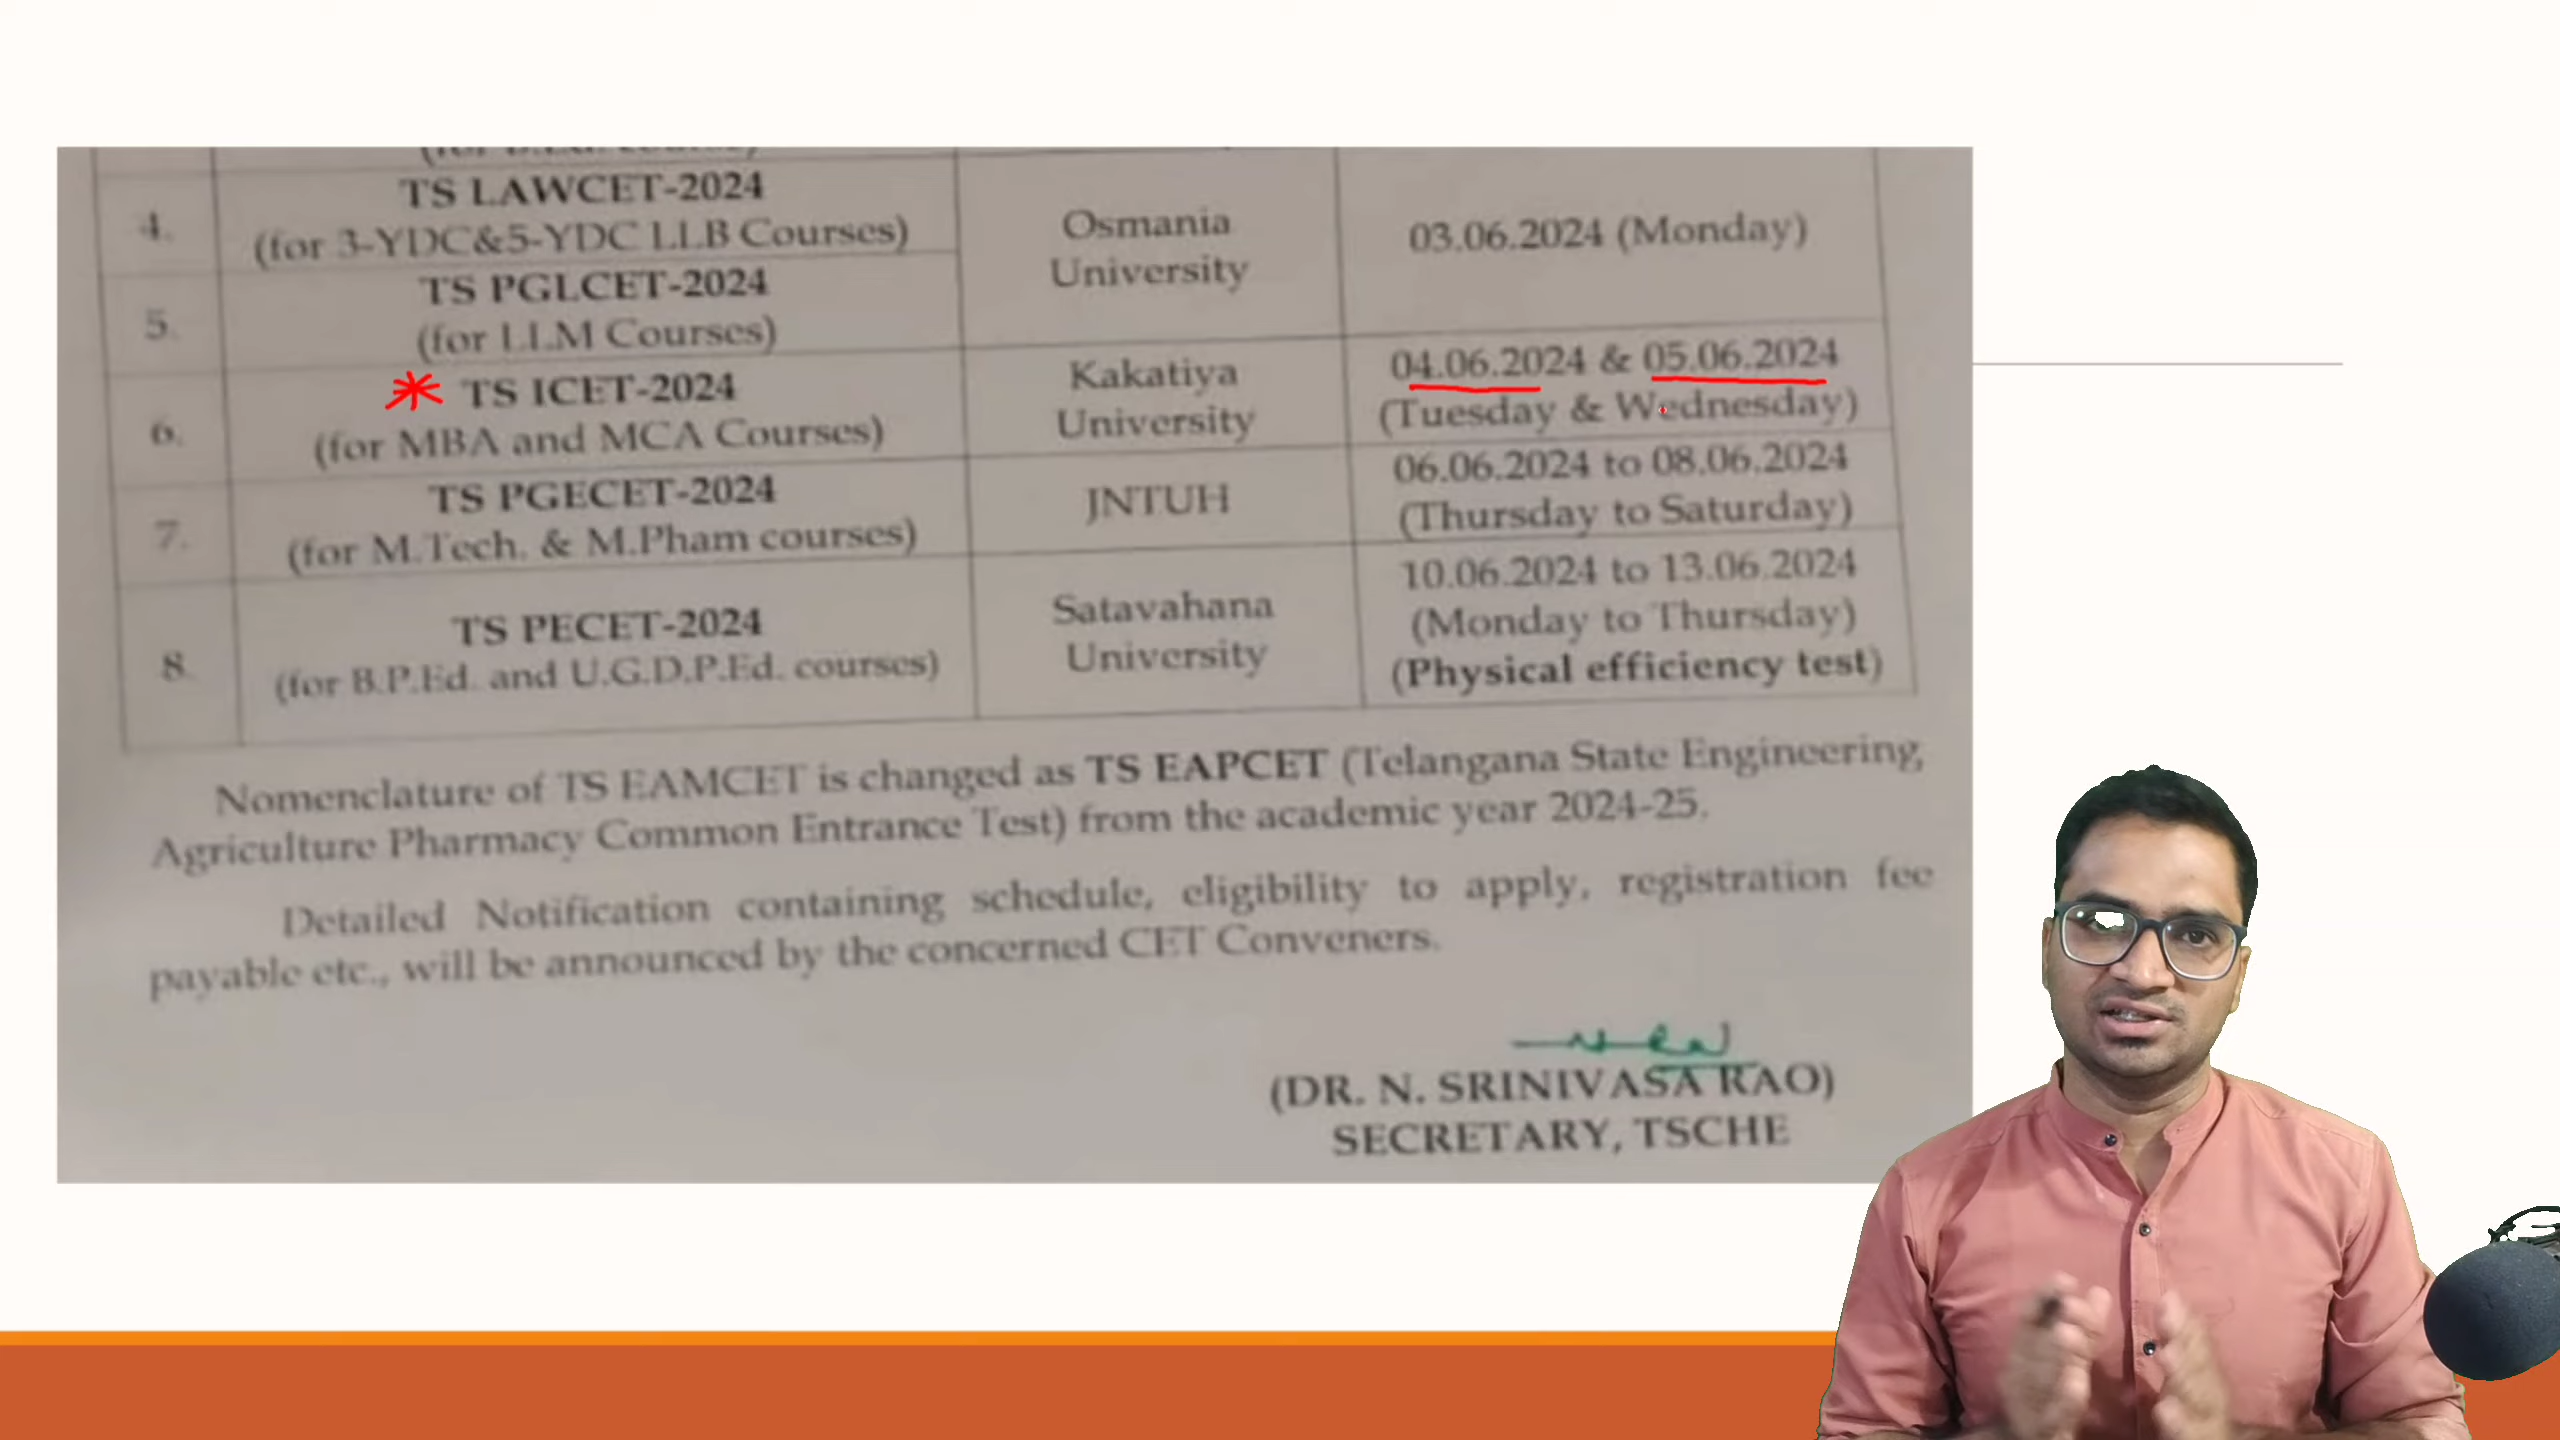 4.
TS LAWCET-2024
(for 3-YDC&5-YDC LLB Courses)
Osmania
University
03.06.2024 (Monday)
5.
TS PGLCET-2024
(for LLM Courses)
6.
TS ICET-2024
(for MBA and MCA Courses)
Kakatiya
University
04.06.2024 & 05.06.2024
(Tuesday & Wednesday)
7.
TS PGECET-2024
(for M.Tech. & M.Pham courses)
JNTUH
06.06.2024 to 08.06.2024
(Thursday to Saturday)
8.
TS PECET-2024
(for B.P.Ed. and U.G.D.P.Ed. courses)
Satavahana
University
10.06.2024 to 13.06.2024
(Monday to Thursday)
(Physical efficiency test)
Nomenclature of TS EAMCET is changed as TS EAPCET (Telangana State Engineering,
Agriculture Pharmacy Common Entrance Test) from the academic year 2024-25.
Detailed Notification containing schedule, eligibility to apply, registration fee
payable etc., will be announced by the concerned CET Conveners.
(DR. N. SRINIVASA RAO)
SECRETARY, TSCHE